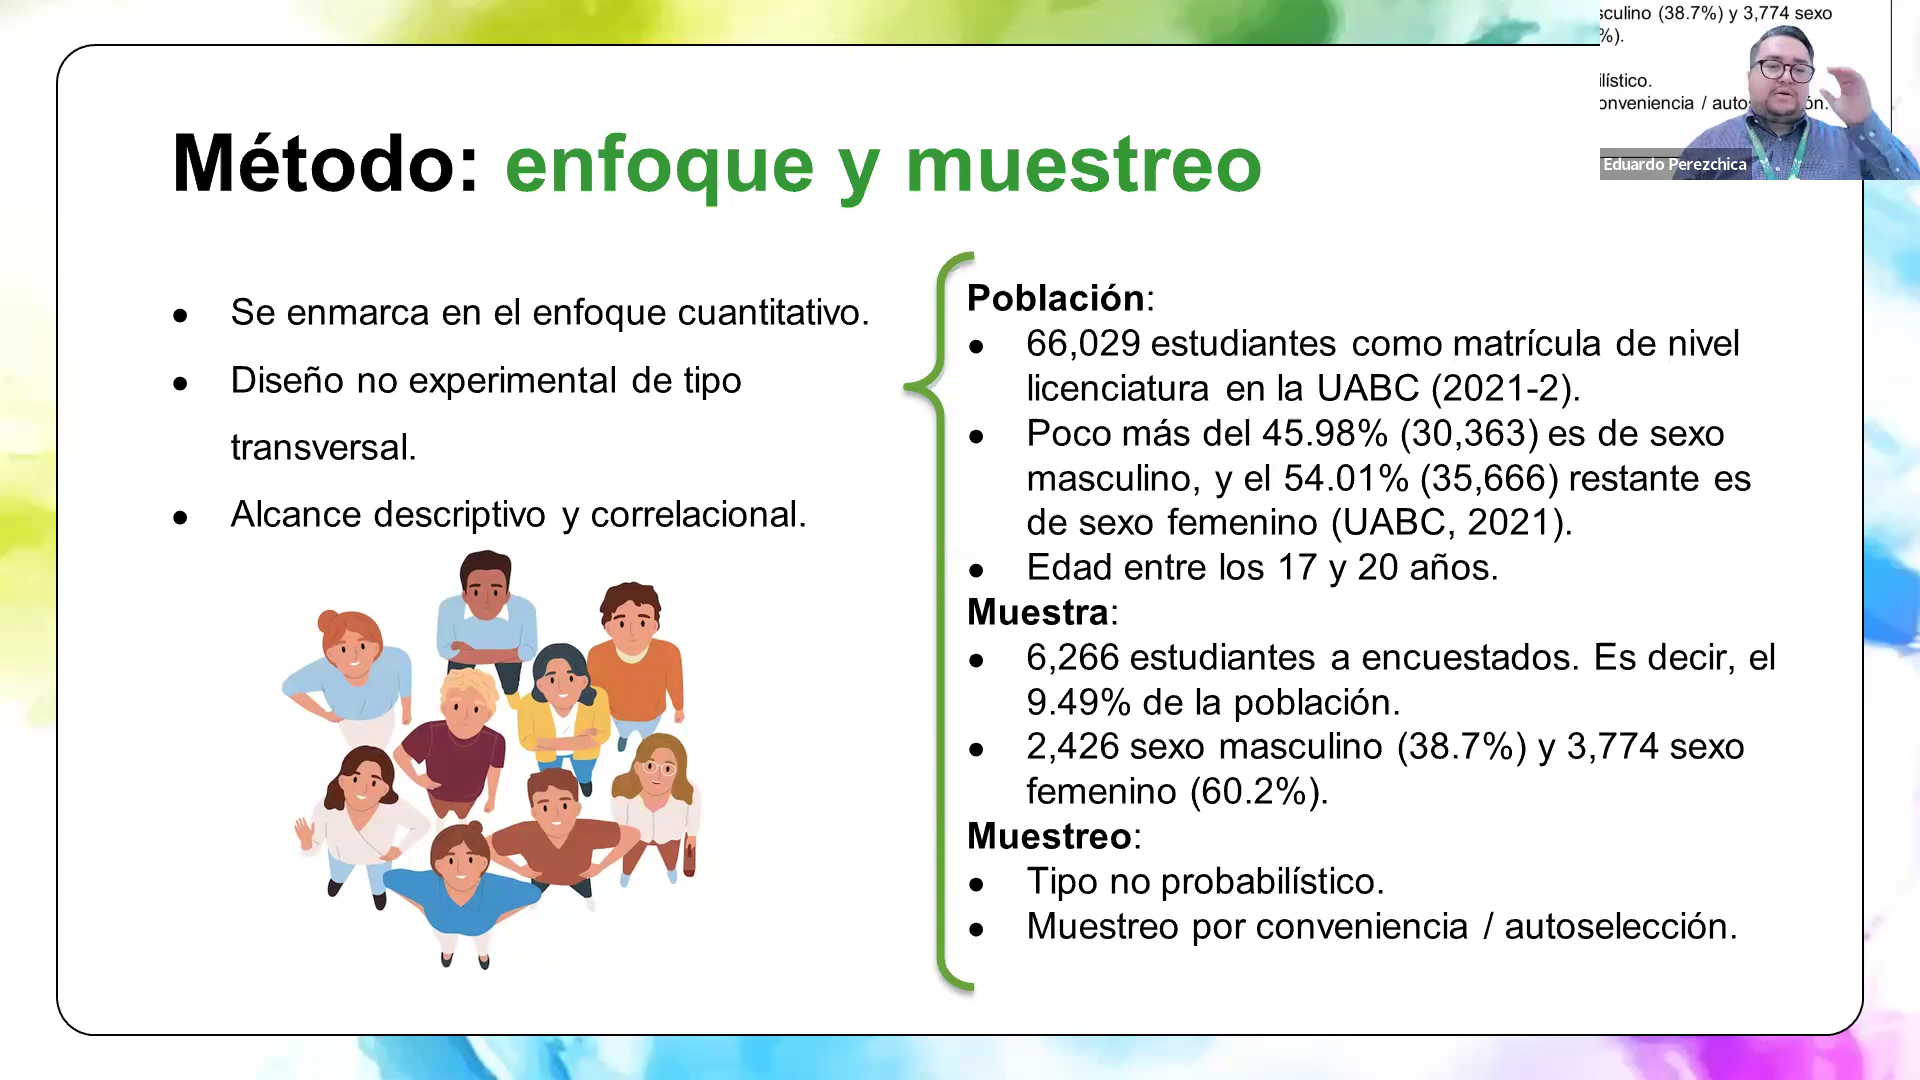 sculino (38.7%) y 3,774 sexo
%).
ilístico.
onveniencia / auto ón.
Eduardo Perezchica
Método: enfoque y muestreo
● Se enmarca en el enfoque cuantitativo.
● Diseño no experimental de tipo
transversal.
● Alcance descriptivo y correlacional.
Población:
● 66,029 estudiantes como matrícula de nivel
licenciatura en la UABC (2021-2).
● Poco más del 45.98% (30,363) es de sexo
masculino, y el 54.01% (35,666) restante es
de sexo femenino (UABC, 2021).
● Edad entre los 17 y 20 años.
Muestra:
● 6,266 estudiantes a encuestados. Es decir, el
9.49% de la población.
● 2,426 sexo masculino (38.7%) y 3,774 sexo
femenino (60.2%).
Muestreo:
● Tipo no probabilístico.
● Muestreo por conveniencia / autoselección.